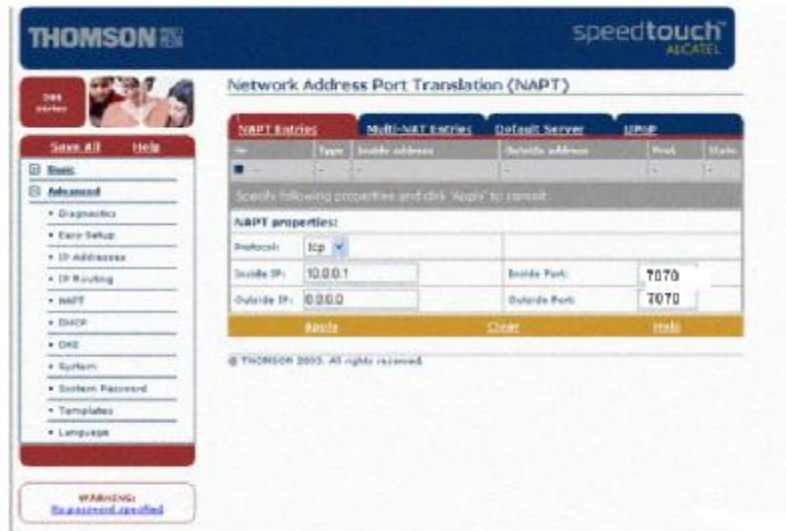 THOMSON
speedtouch
ALCATEL
Network Address Port Translation (NAPT)
series
Save All Help
Basic
Advanced
• Diagnostics
• Easy Setup
• IP Addresses
• IP Routing
• NAPT
• DHCP
• DNS
• System
• System Password
• Templates
• Language
WARNING:
No password specified
NAPT Entries Multi-NAT Entries Default Server UPnP
Type Inside address Outside address Prot State
- - - - - -
Specify following properties and click 'Apply' to commit.
NAPT properties:
Protocol: tcp
Inside IP: 10.0.0.1 Inside Port: 7070
Outside IP: 0.0.0.0 Outside Port: 7070
Apply Clear Help
© THOMSON 2003. All rights reserved.